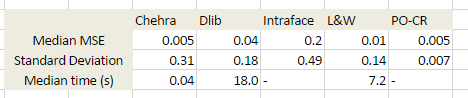 Chehra Dlib Intraface L&W PO-CR
Median MSE 0.005 0.04 0.2 0.01 0.005
Standard Deviation 0.31 0.18 0.49 0.14 0.007
Median time (s) 0.04 18.0 - 7.2 -